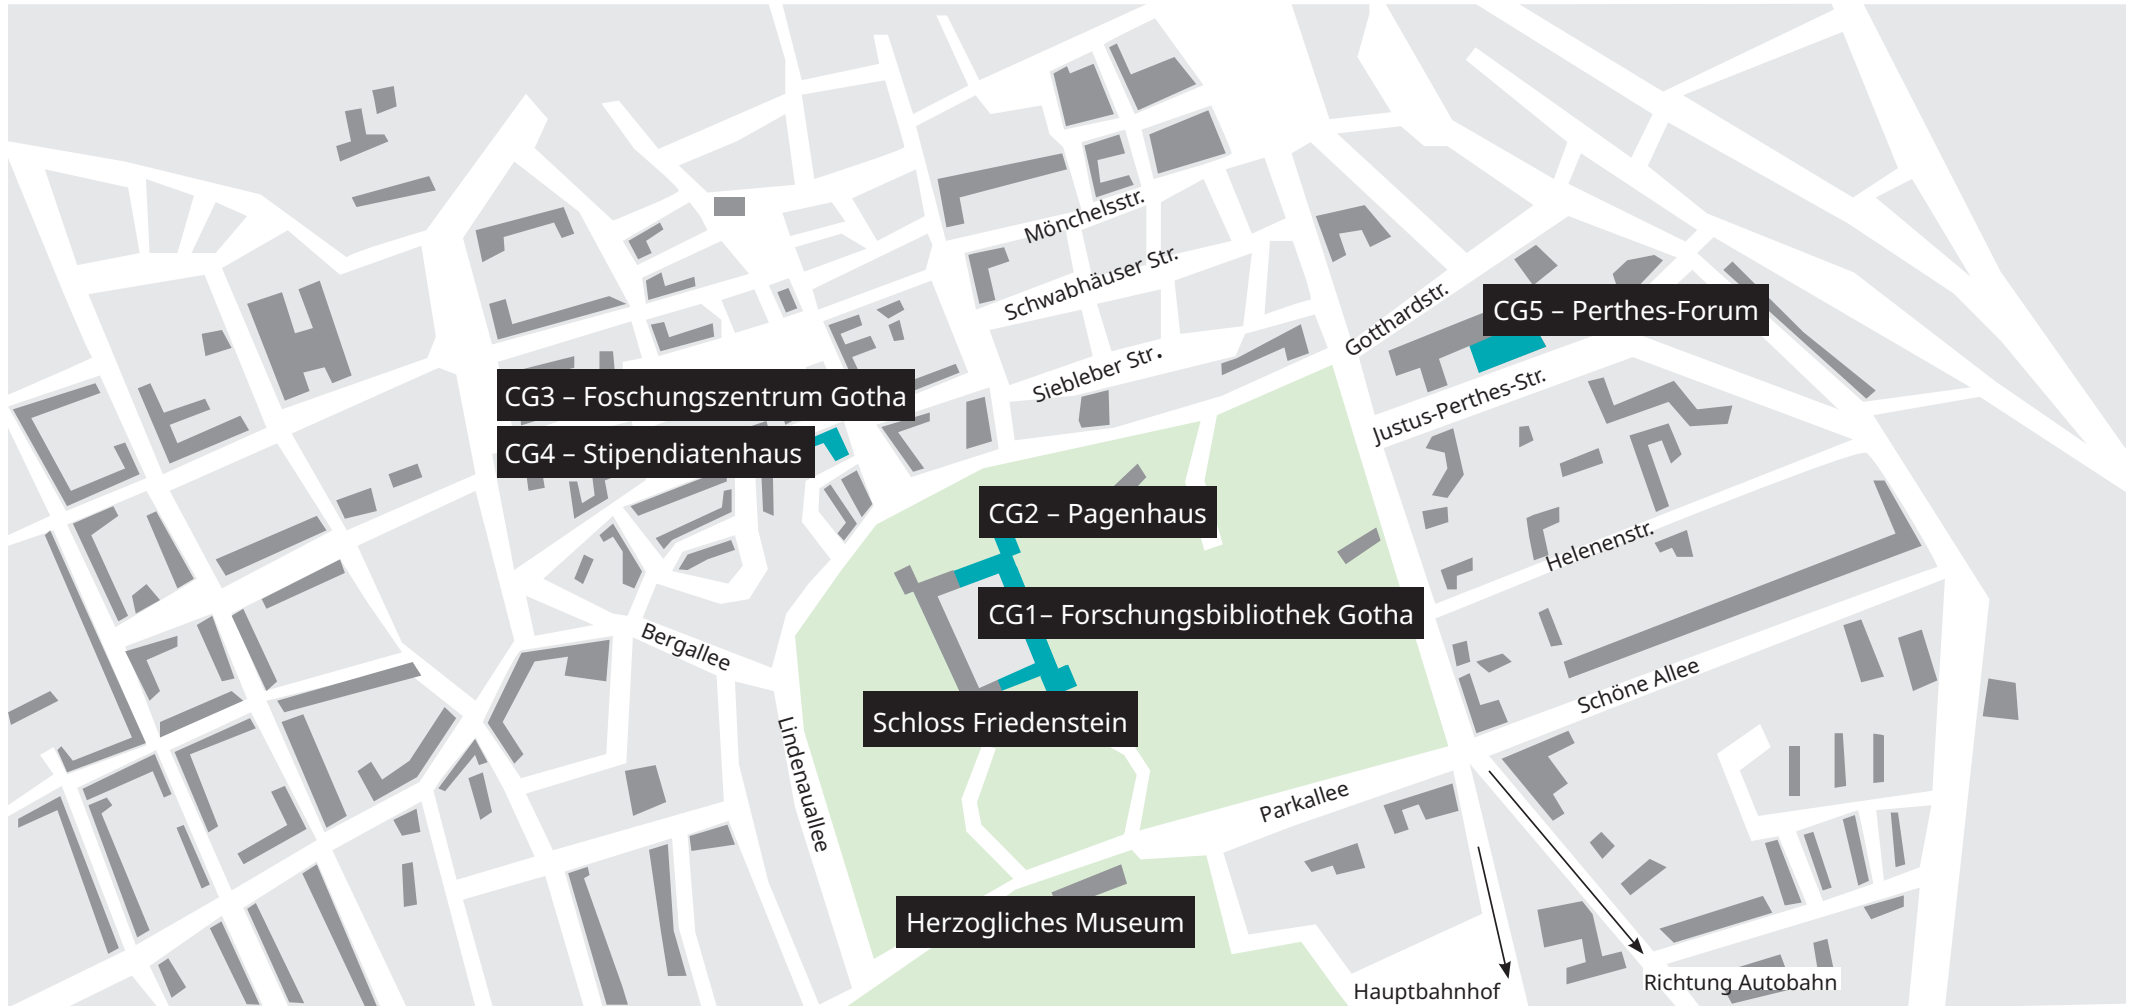 Mönchelsstr.
Schwabhäuser Str.
Gotthardstr.
CG5 – Perthes-Forum
Siebleber Str.
CG3 – Foschungszentrum Gotha
Justus-Perthes-Str.
CG4 – Stipendiatenhaus
CG2 – Pagenhaus
Helenenstr.
CG1– Forschungsbibliothek Gotha
Bergallee
Schöne Allee
Schloss Friedenstein
Lindenauallee
Parkallee
Herzogliches Museum
Richtung Autobahn
Hauptbahnhof